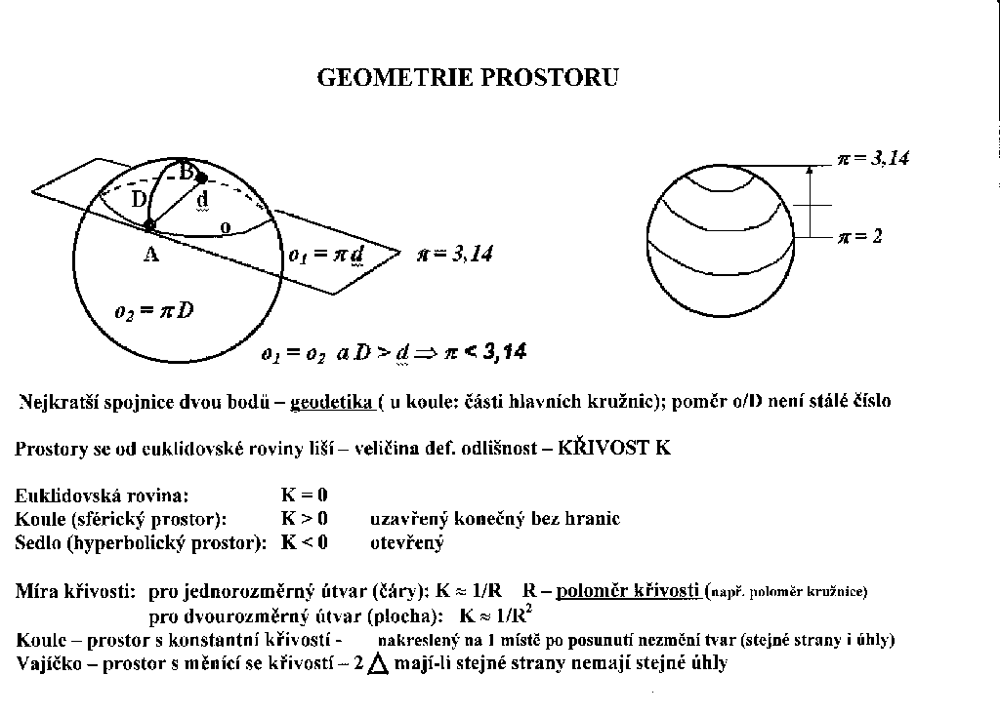 GEOMETRIE PROSTORU
B
D d
o
A
o₁ = π d π = 3,14
o₂ = π D
o₁ = o₂ a D > d ⇒ π < 3,14
π = 3,14
π = 2
Nejkratší spojnice dvou bodů – geodetika ( u koule: části hlavních kružnic); poměr o/D není stálé číslo
Prostory se od euklidovské roviny liší – veličina def. odlišnost – KŘIVOST K
Euklidovská rovina: K = 0
Koule (sférický prostor): K > 0 uzavřený konečný bez hranic
Sedlo (hyperbolický prostor): K < 0 otevřený
Míra křivosti: pro jednorozměrný útvar (čáry): K ≈ 1/R R – poloměr křivosti (např. poloměr kružnice)
pro dvourozměrný útvar (plocha): K ≈ 1/R²
Koule – prostor s konstantní křivostí - nakreslený na 1 místě po posunutí nezmění tvar (stejné strany i úhly)
Vajíčko – prostor s měnící se křivostí – 2 △ mají-li stejné strany nemají stejné úhly